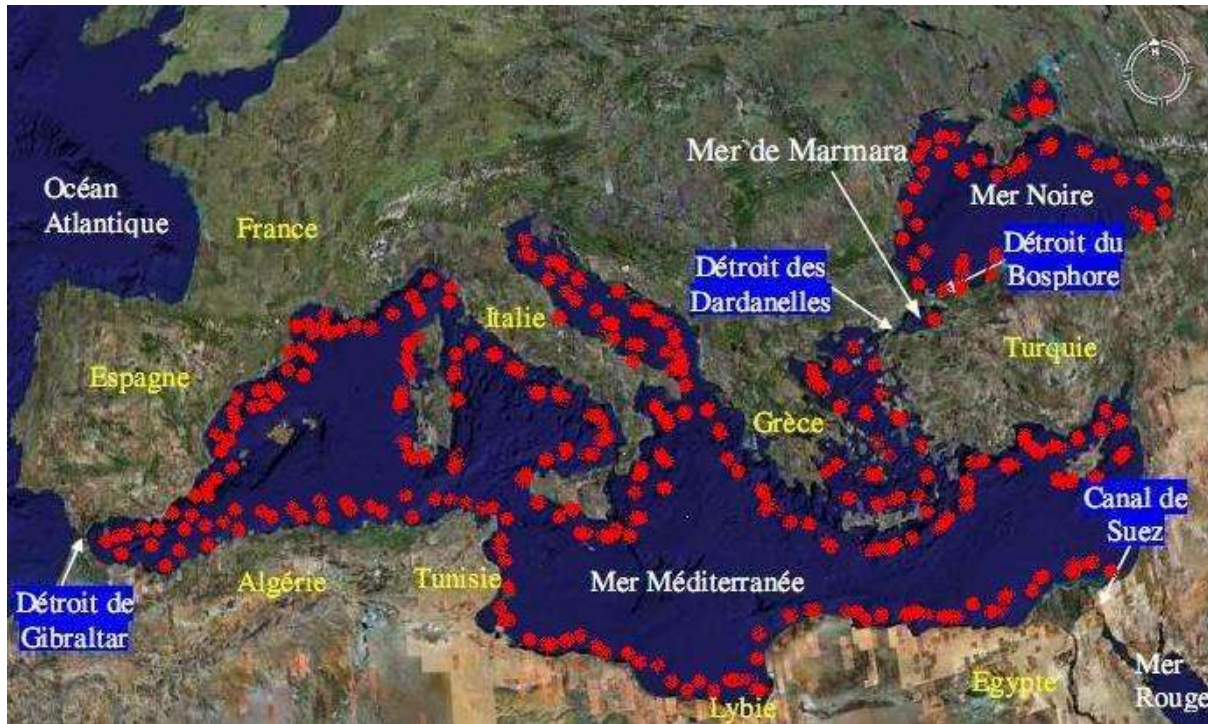 N
Mer de Marmara
Océan
Atlantique
Mer Noire
France
Détroit du
Bosphore
Détroit des
Dardanelles
Italie
Turquie
Espagne
Grèce
Canal de
Suez
Mer Méditerranée
Algérie
Tunisie
Détroit de
Gibraltar
Mer
Rouge
Egypte
Lybie